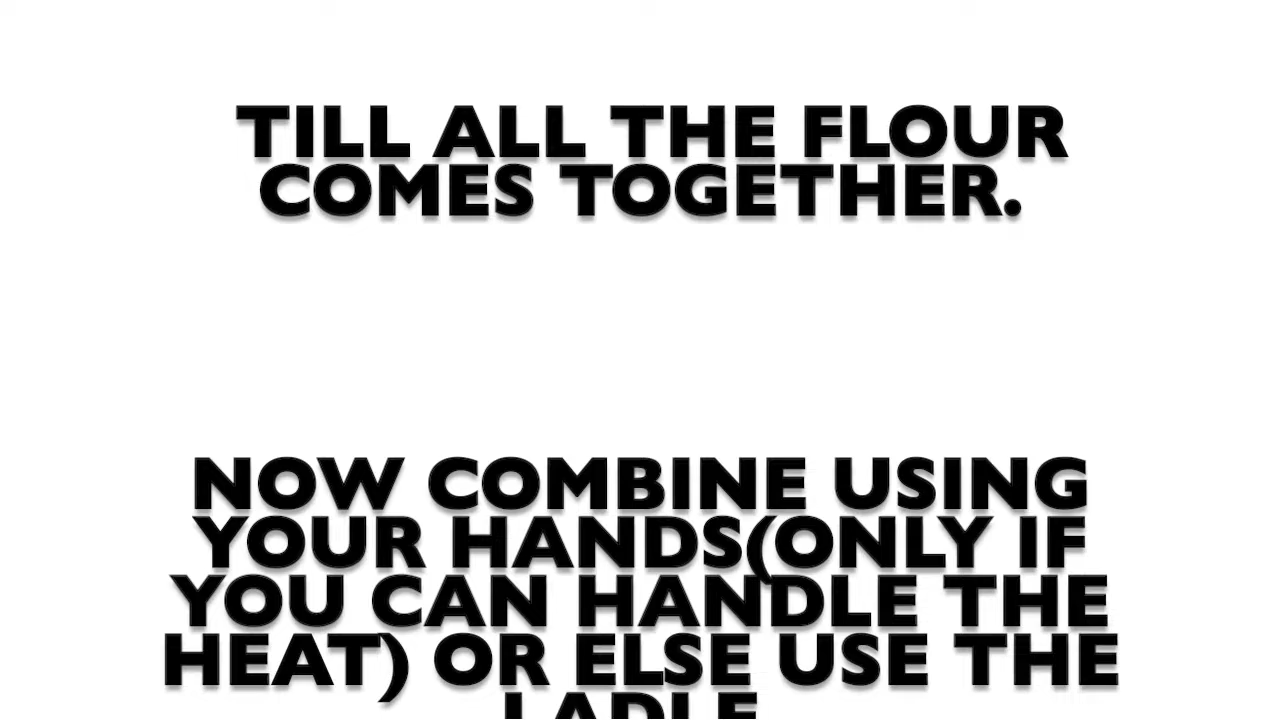 TILL ALL THE FLOUR
COMES TOGETHER.
NOW COMBINE USING
YOUR HANDS(ONLY IF
YOU CAN HANDLE THE
HEAT) OR ELSE USE THE
LADLE